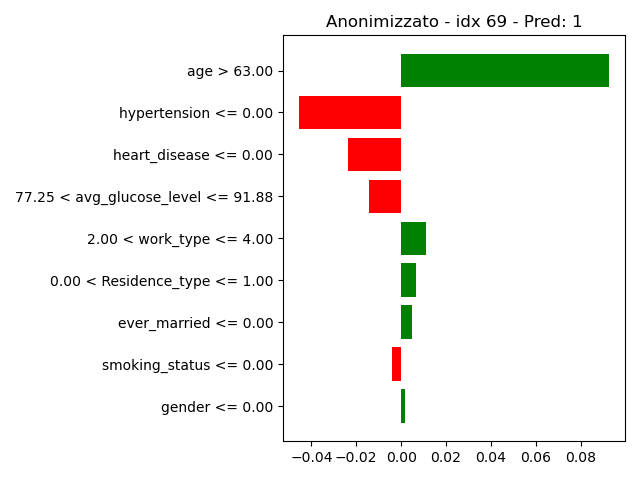 Anonimizzato - idx 69 - Pred: 1
age > 63.00
hypertension <= 0.00
heart_disease <= 0.00
77.25 < avg_glucose_level <= 91.88
2.00 < work_type <= 4.00
0.00 < Residence_type <= 1.00
ever_married <= 0.00
smoking_status <= 0.00
gender <= 0.00
−0.04 −0.02 0.00 0.02 0.04 0.06 0.08